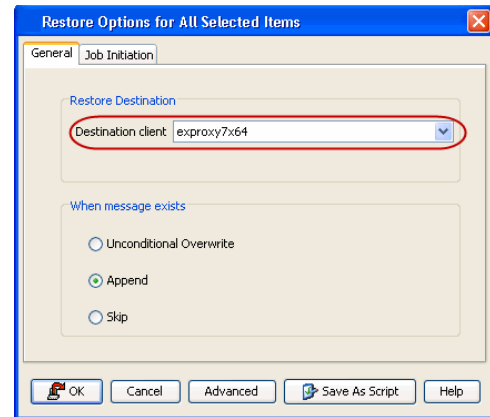 Restore Options for All Selected Items
General Job Initiation
Restore Destination
Destination client exproxy7x64
When message exists
Unconditional Overwrite
Append
Skip
OK Cancel Advanced Save As Script Help